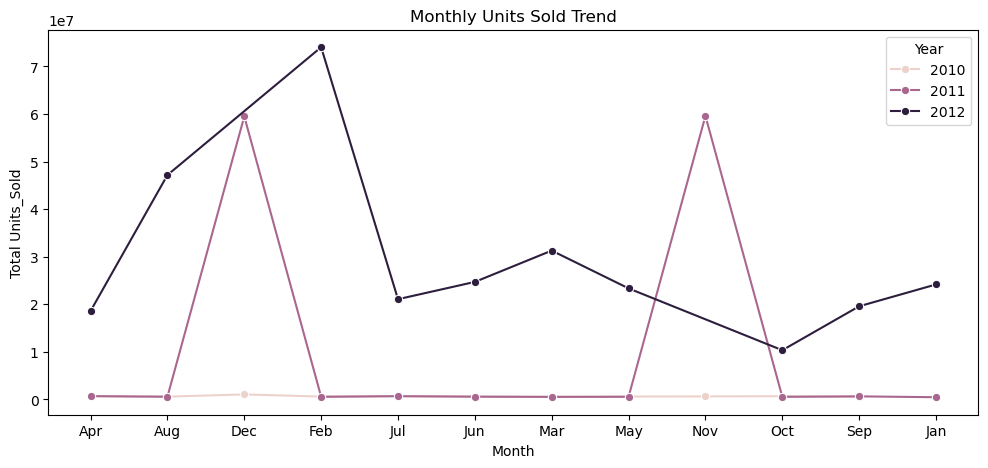 Monthly Units Sold Trend
1e7
Year
2010
2011
2012
7
6
5
4
3
2
1
0
Total Units_Sold
Apr Aug Dec Feb Jul Jun Mar May Nov Oct Sep Jan
Month